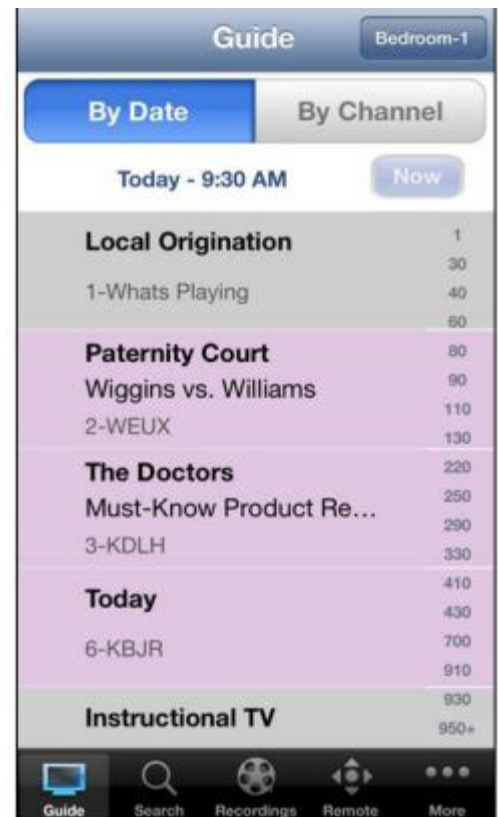 Guide
Bedroom-1
By Date
By Channel
Today - 9:30 AM
Now
Local Origination
1-Whats Playing
Paternity Court
Wiggins vs. Williams
2-WEUX
The Doctors
Must-Know Product Re...
3-KDLH
Today
6-KBJR
Instructional TV
1
30
40
60
80
90
110
130
220
250
290
330
410
430
700
910
930
950+
Guide
Search
Recordings
Remote
More